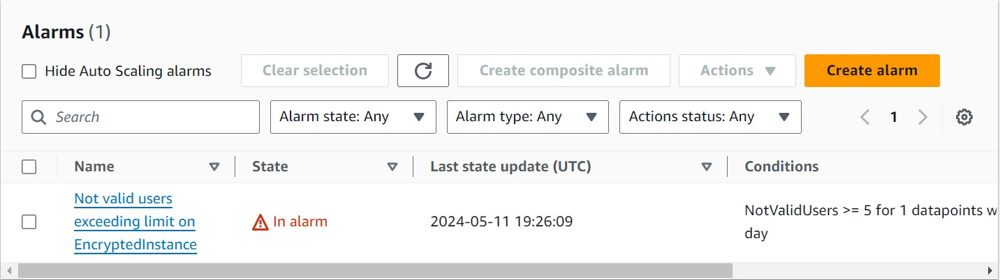 Alarms (1)
Hide Auto Scaling alarms Clear selection Create composite alarm Actions Create alarm
Search Alarm state: Any Alarm type: Any Actions status: Any 1
Name State Last state update (UTC) Conditions
Not valid users
exceeding limit on
EncryptedInstance
In alarm
2024-05-11 19:26:09
NotValidUsers >= 5 for 1 datapoints w
day